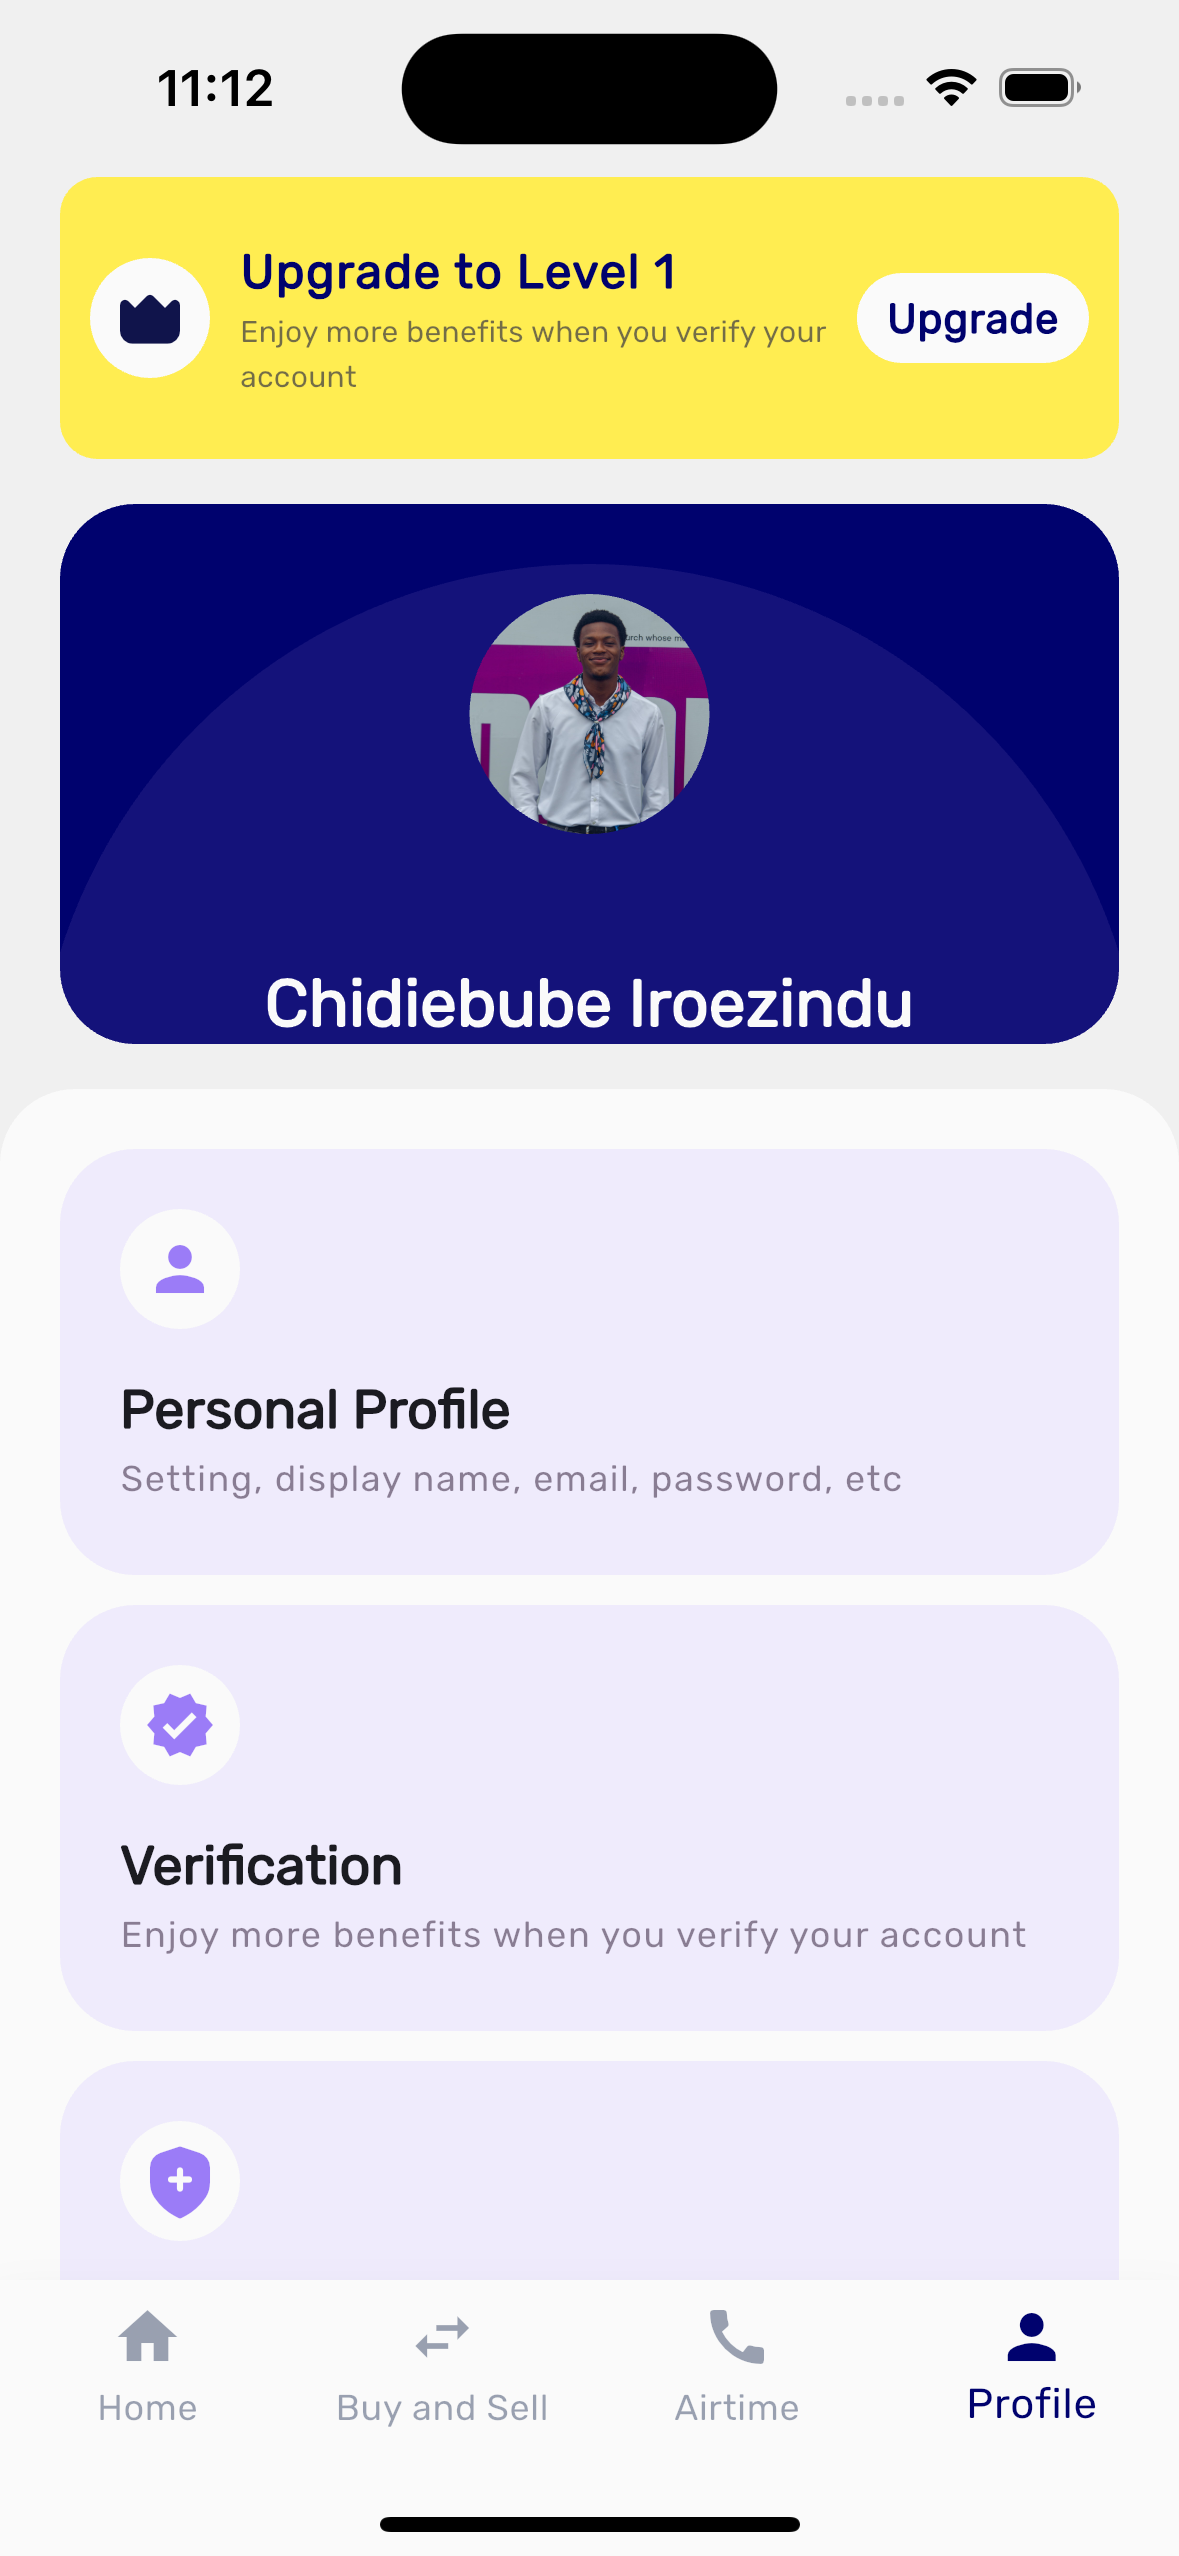 11:12
Upgrade to Level 1
Enjoy more benefits when you verify your
account
Upgrade
urch whose m
Chidiebube Iroezindu
Personal Profile
Setting, display name, email, password, etc
Verification
Enjoy more benefits when you verify your account
Home
Buy and Sell
Airtime
Profile